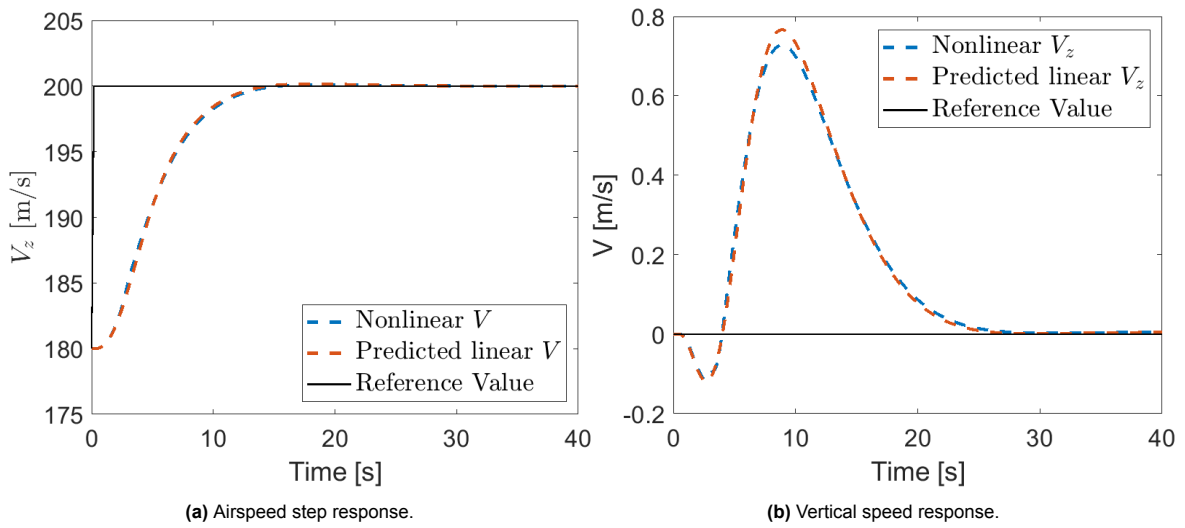 205
200
195
190
185
180
175
V_z [m/s]
Nonlinear V
Predicted linear V
Reference Value
0
10
20
30
40
Time [s]
(a) Airspeed step response.
0.8
0.6
0.4
0.2
0
-0.2
V [m/s]
Nonlinear V_z
Predicted linear V_z
Reference Value
0
10
20
30
40
Time [s]
(b) Vertical speed response.